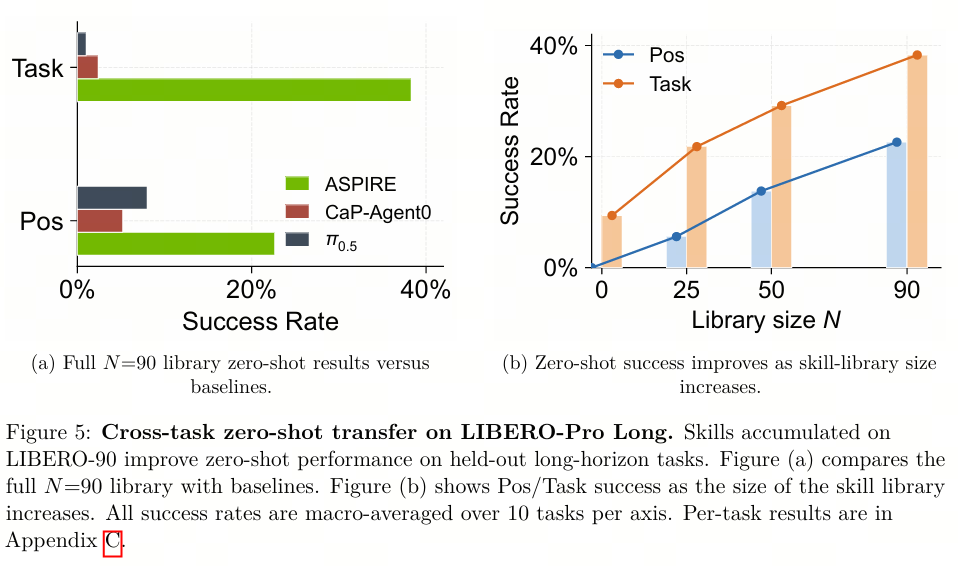 Task
Pos
ASPIRE
CaP-Agent0
π0.5
0% 20% 40%
Success Rate
(a) Full N=90 library zero-shot results versus
baselines.
40%
20%
0%
Success Rate
Pos
Task
0 25 50 90
Library size N
(b) Zero-shot success improves as skill-library size
increases.
Figure 5: Cross-task zero-shot transfer on LIBERO-Pro Long. Skills accumulated on
LIBERO-90 improve zero-shot performance on held-out long-horizon tasks. Figure (a) compares the
full N=90 library with baselines. Figure (b) shows Pos/Task success as the size of the skill library
increases. All success rates are macro-averaged over 10 tasks per axis. Per-task results are in
Appendix C.